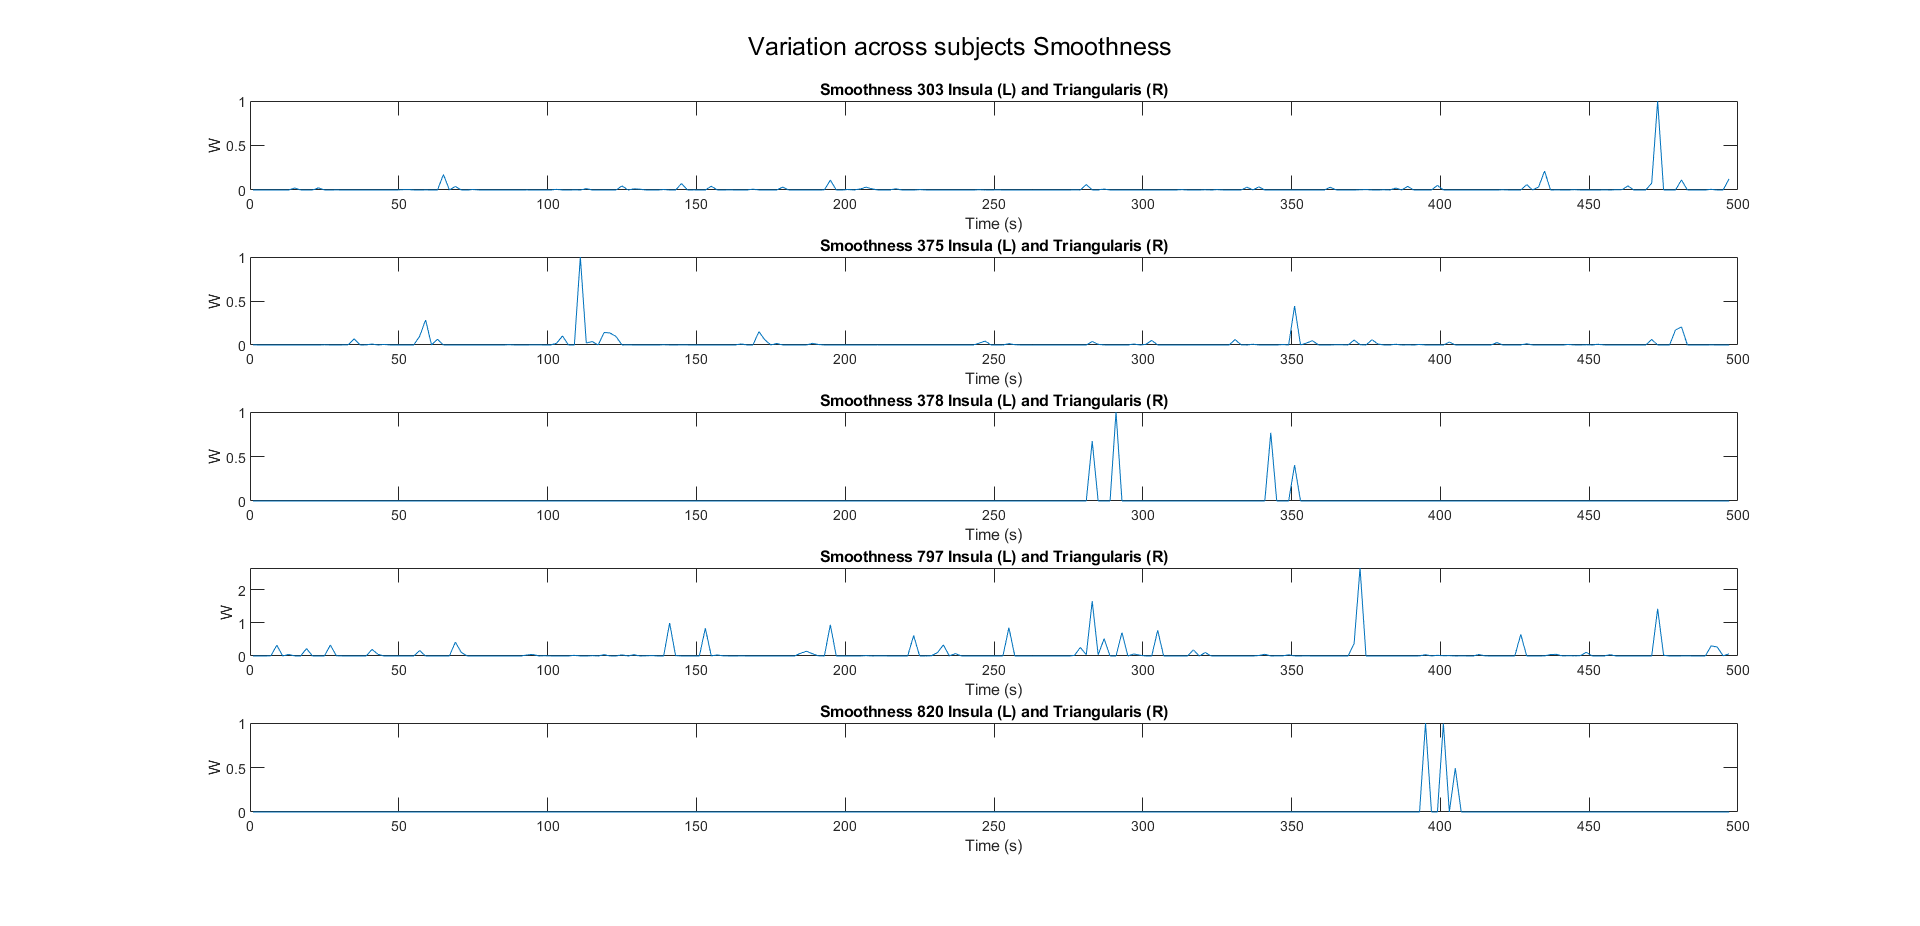 Variation across subjects Smoothness
Smoothness 303 Insula (L) and Triangularis (R)
1
0.5
0
W
0 50 100 150 200 250 300 350 400 450 500
Time (s)
Smoothness 375 Insula (L) and Triangularis (R)
1
0.5
0
W
0 50 100 150 200 250 300 350 400 450 500
Time (s)
Smoothness 378 Insula (L) and Triangularis (R)
1
0.5
0
W
0 50 100 150 200 250 300 350 400 450 500
Time (s)
Smoothness 797 Insula (L) and Triangularis (R)
2
1
0
W
0 50 100 150 200 250 300 350 400 450 500
Time (s)
Smoothness 820 Insula (L) and Triangularis (R)
1
0.5
0
W
0 50 100 150 200 250 300 350 400 450 500
Time (s)